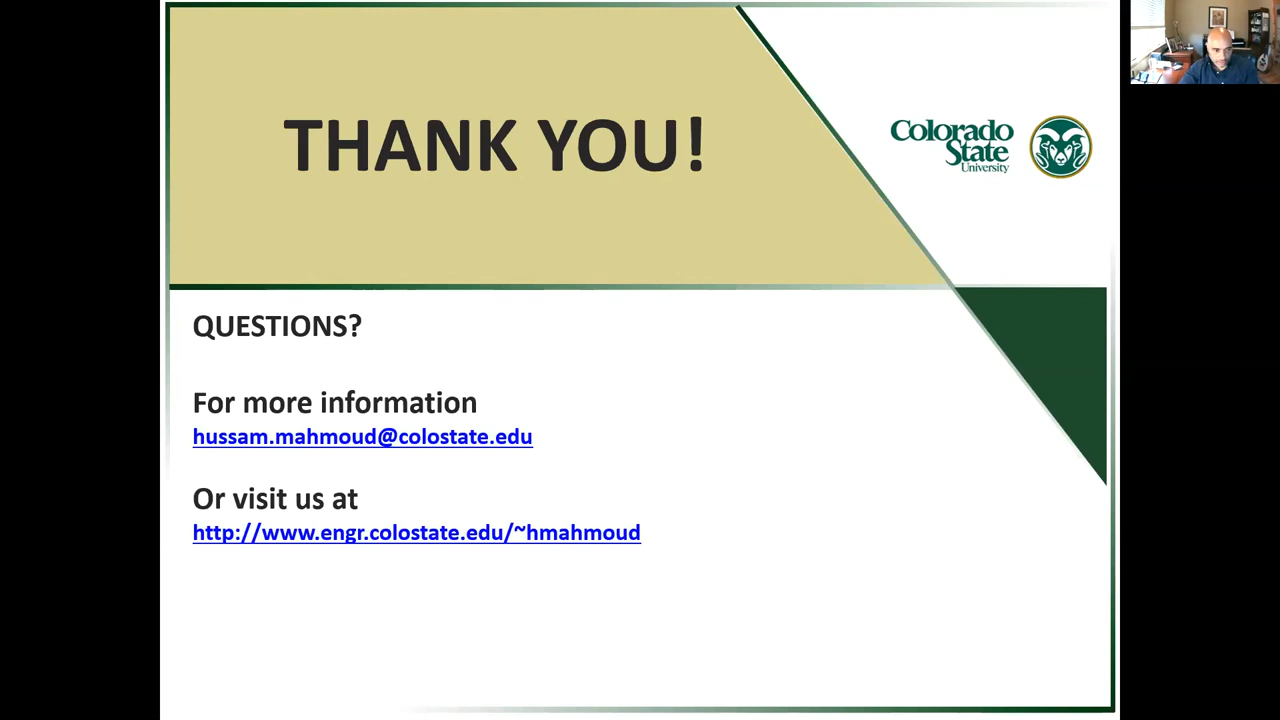 THANK YOU!
Colorado
State
University
QUESTIONS?
For more information
hussam.mahmoud@colostate.edu
Or visit us at
http://www.engr.colostate.edu/~hmahmoud